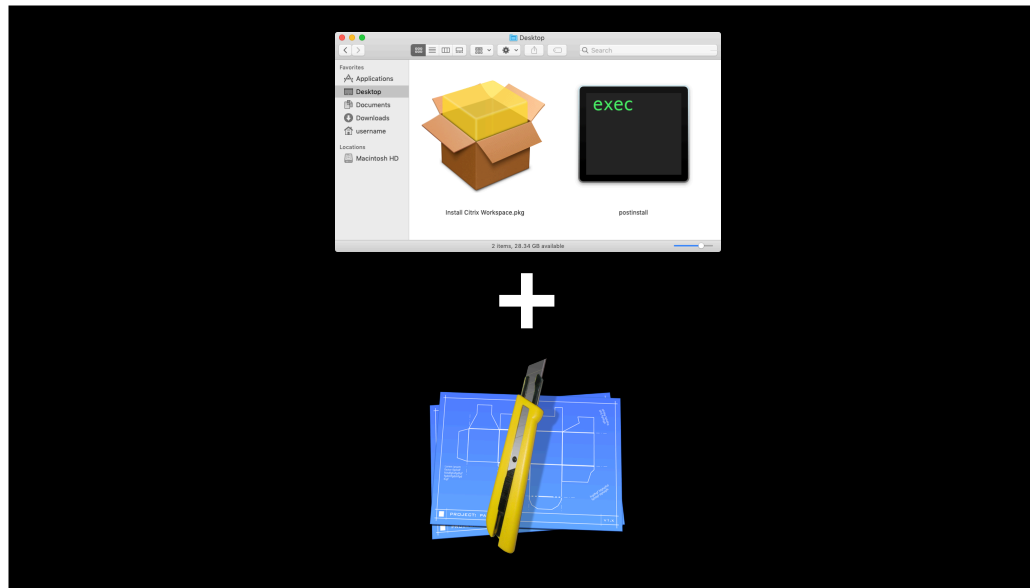 Desktop
Search
Favorites
Applications
Desktop
Documents
Downloads
username
Locations
Macintosh HD
exec
Install Citrix Workspace.pkg
postinstall
2 items, 28.34 GB available